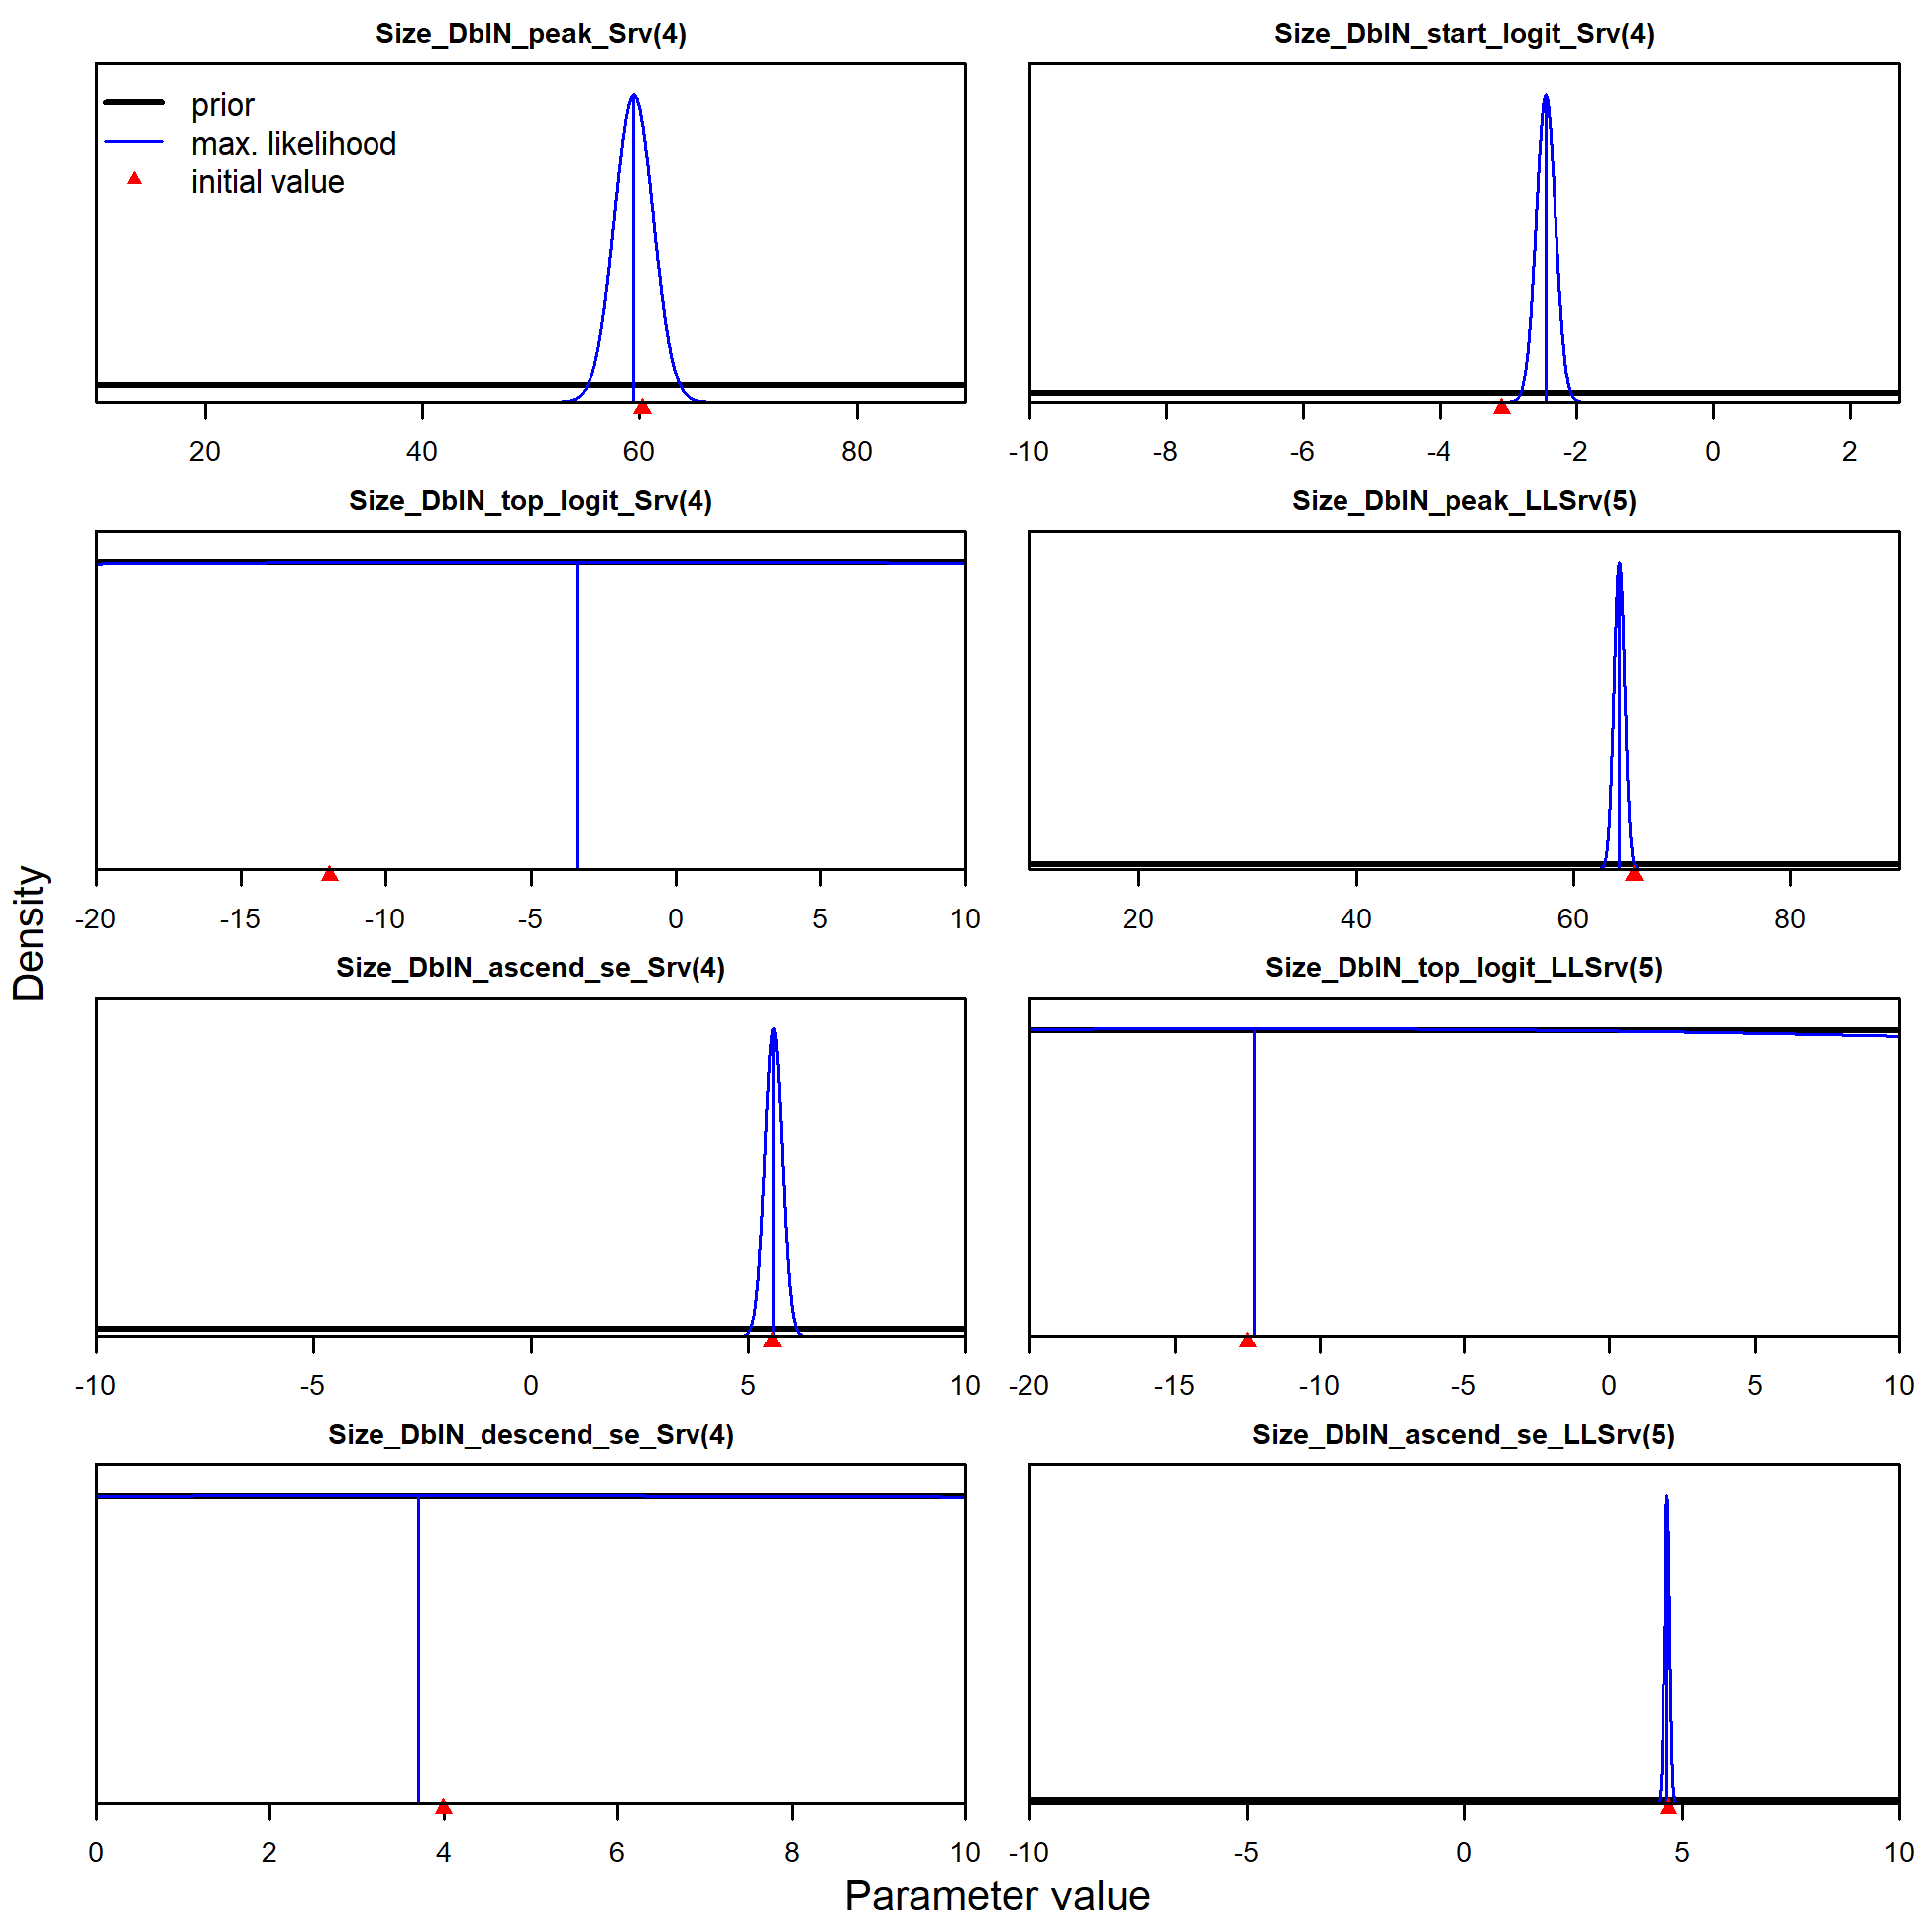 Size_DblN_peak_Srv(4)
Size_DblN_start_logit_Srv(4)
prior
max. likelihood
initial value
20 40 60 80
-10 -8 -6 -4 -2 0 2
Size_DblN_top_logit_Srv(4)
Size_DblN_peak_LLSrv(5)
-20 -15 -10 -5 0 5 10
20 40 60 80
Density
Size_DblN_ascend_se_Srv(4)
Size_DblN_top_logit_LLSrv(5)
-10 -5 0 5 10
-20 -15 -10 -5 0 5 10
Size_DblN_descend_se_Srv(4)
Size_DblN_ascend_se_LLSrv(5)
0 2 4 6 8 10
-10 -5 0 5 10
Parameter value